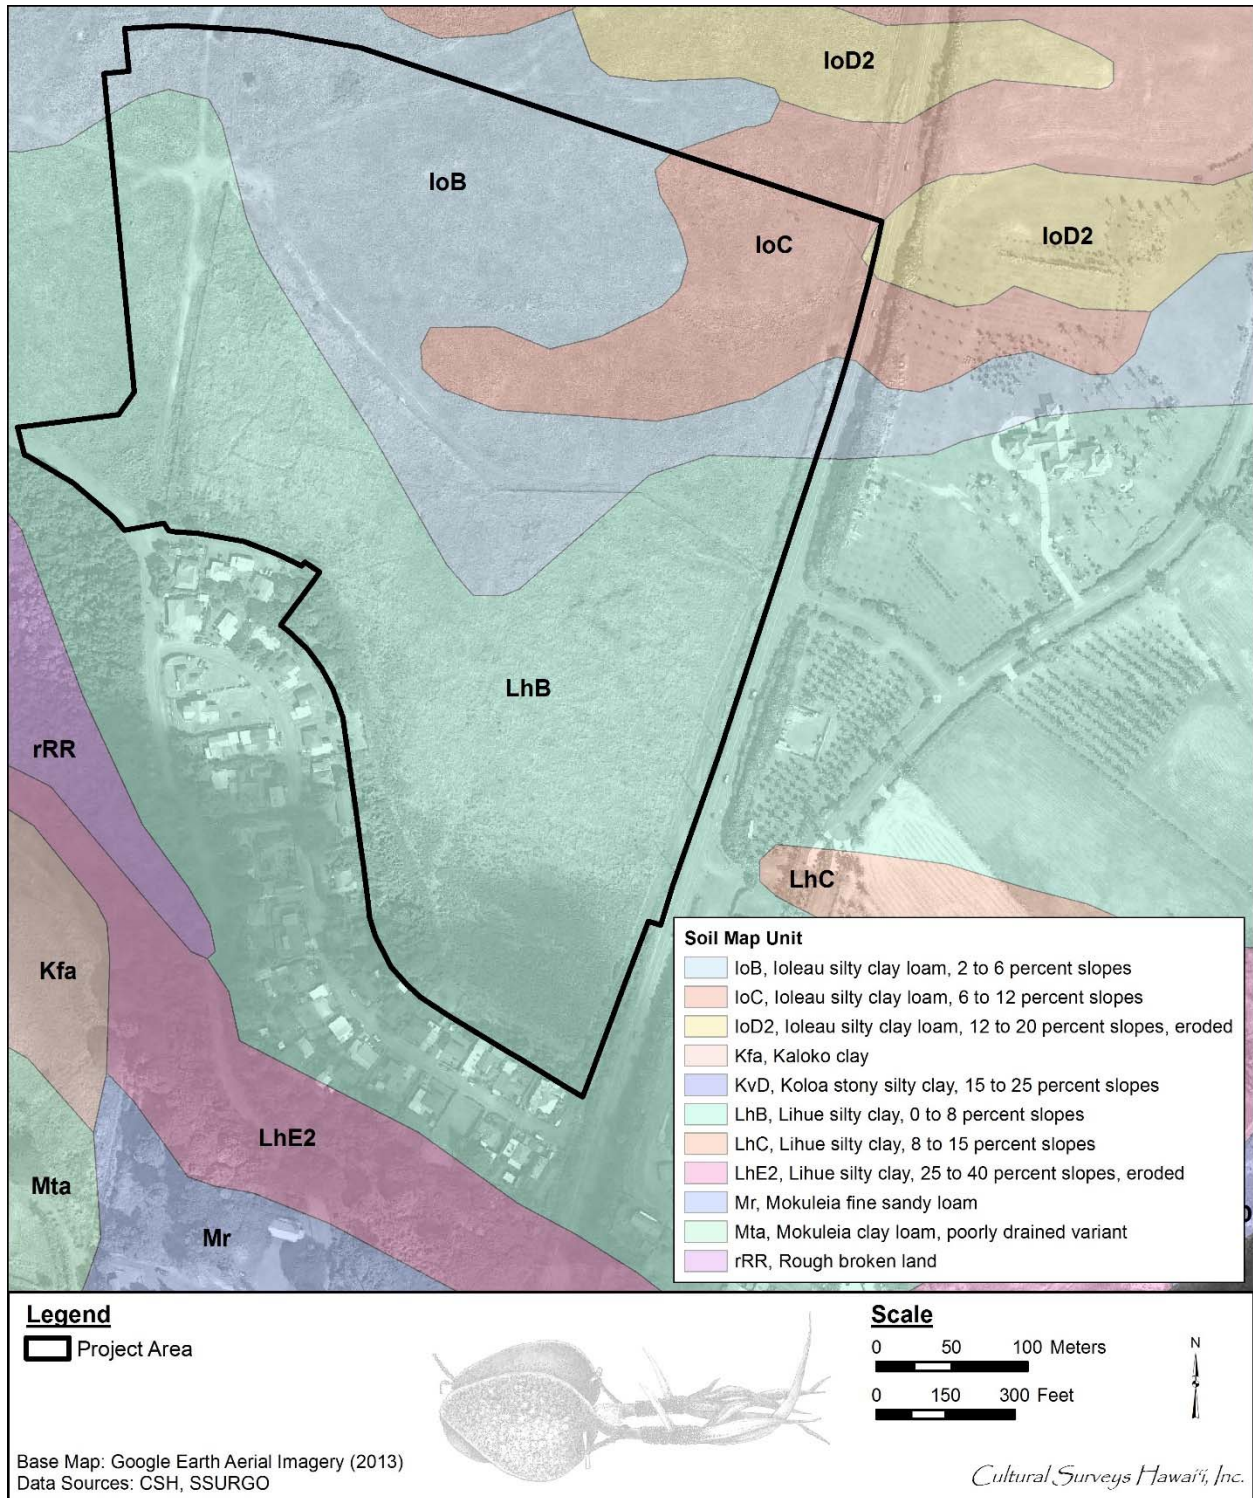 IoD2
IoB
IoC
IoD2
LhB
rRR
LhC
Kfa
LhE2
Mta
Mr
Soil Map Unit
IoB, Ioleau silty clay loam, 2 to 6 percent slopes
IoC, Ioleau silty clay loam, 6 to 12 percent slopes
IoD2, Ioleau silty clay loam, 12 to 20 percent slopes, eroded
Kfa, Kaloko clay
KvD, Koloa stony silty clay, 15 to 25 percent slopes
LhB, Lihue silty clay, 0 to 8 percent slopes
LhC, Lihue silty clay, 8 to 15 percent slopes
LhE2, Lihue silty clay, 25 to 40 percent slopes, eroded
Mr, Mokuleia fine sandy loam
Mta, Mokuleia clay loam, poorly drained variant
rRR, Rough broken land
Legend
Project Area
Scale
0 50 100 Meters
0 150 300 Feet
N
Base Map: Google Earth Aerial Imagery (2013)
Data Sources: CSH, SSURGO
Cultural Surveys Hawaiʻi, Inc.